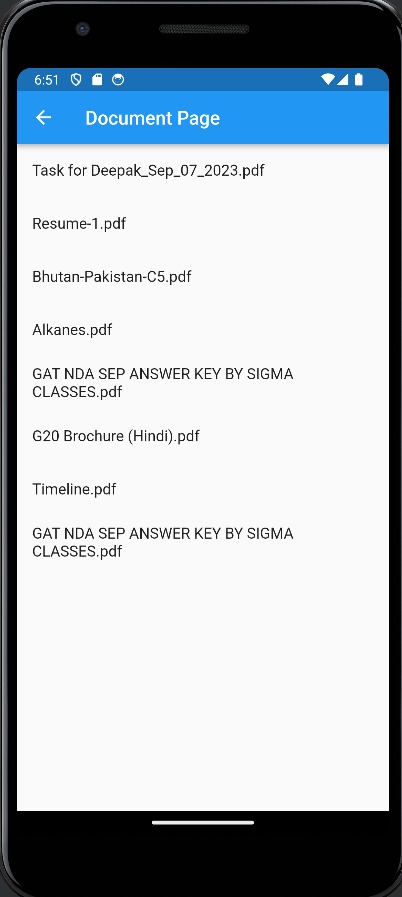 6:51
Document Page
Task for Deepak_Sep_07_2023.pdf
Resume-1.pdf
Bhutan-Pakistan-C5.pdf
Alkanes.pdf
GAT NDA SEP ANSWER KEY BY SIGMA
CLASSES.pdf
G20 Brochure (Hindi).pdf
Timeline.pdf
GAT NDA SEP ANSWER KEY BY SIGMA
CLASSES.pdf